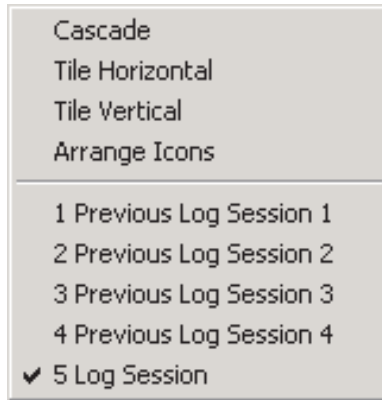 Cascade
Tile Horizontal
Tile Vertical
Arrange Icons
1 Previous Log Session 1
2 Previous Log Session 2
3 Previous Log Session 3
4 Previous Log Session 4
✔ 5 Log Session